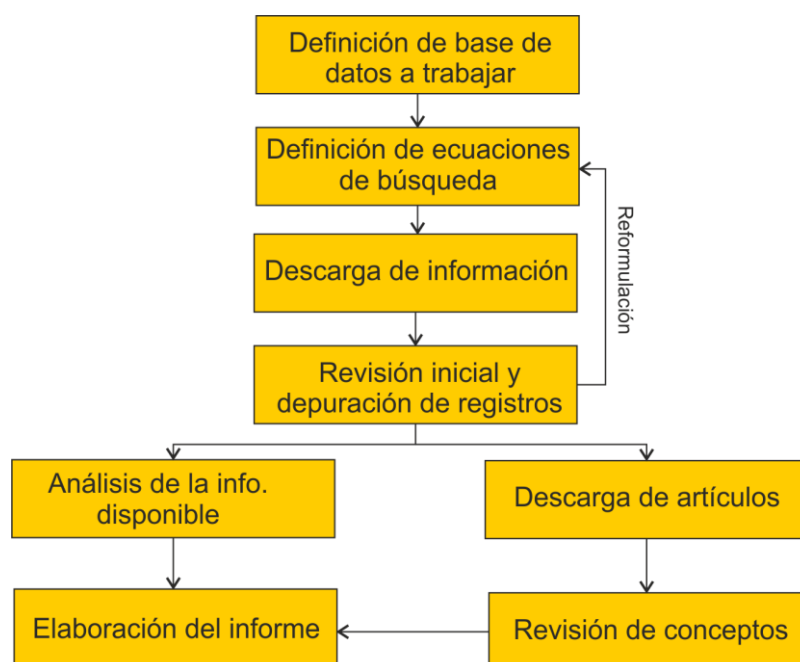 Definición de base de
datos a trabajar
Definición de ecuaciones
de búsqueda
Reformulación
Descarga de información
Revisión inicial y
depuración de registros
Análisis de la info.
disponible
Descarga de artículos
Elaboración del informe
Revisión de conceptos